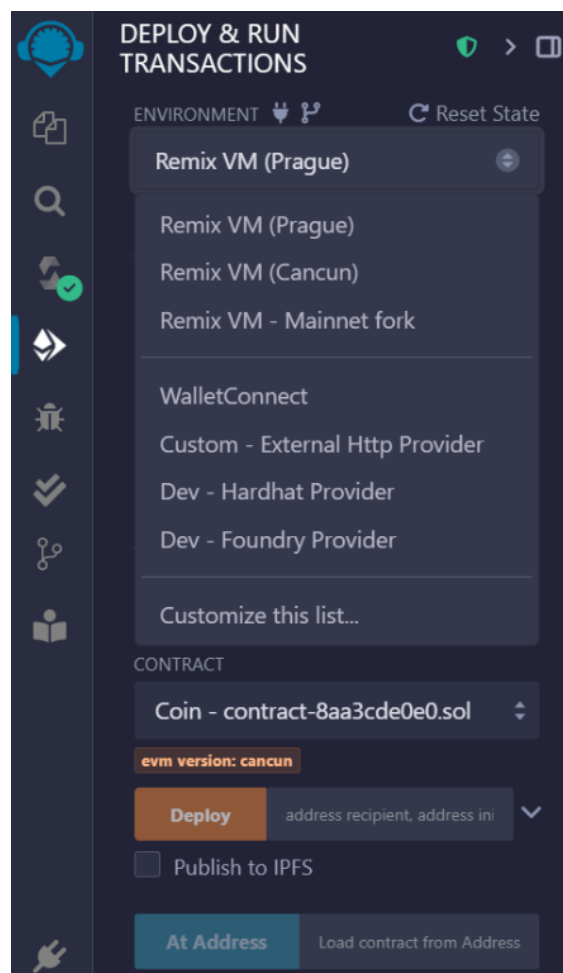 DEPLOY & RUN
TRANSACTIONS
ENVIRONMENT
Reset State
Remix VM (Prague)
Remix VM (Prague)
Remix VM (Cancun)
Remix VM - Mainnet fork
WalletConnect
Custom - External Http Provider
Dev - Hardhat Provider
Dev - Foundry Provider
Customize this list...
CONTRACT
Coin - contract-8aa3cde0e0.sol
evm version: cancun
Deploy
address recipient, address ini
Publish to IPFS
At Address
Load contract from Address